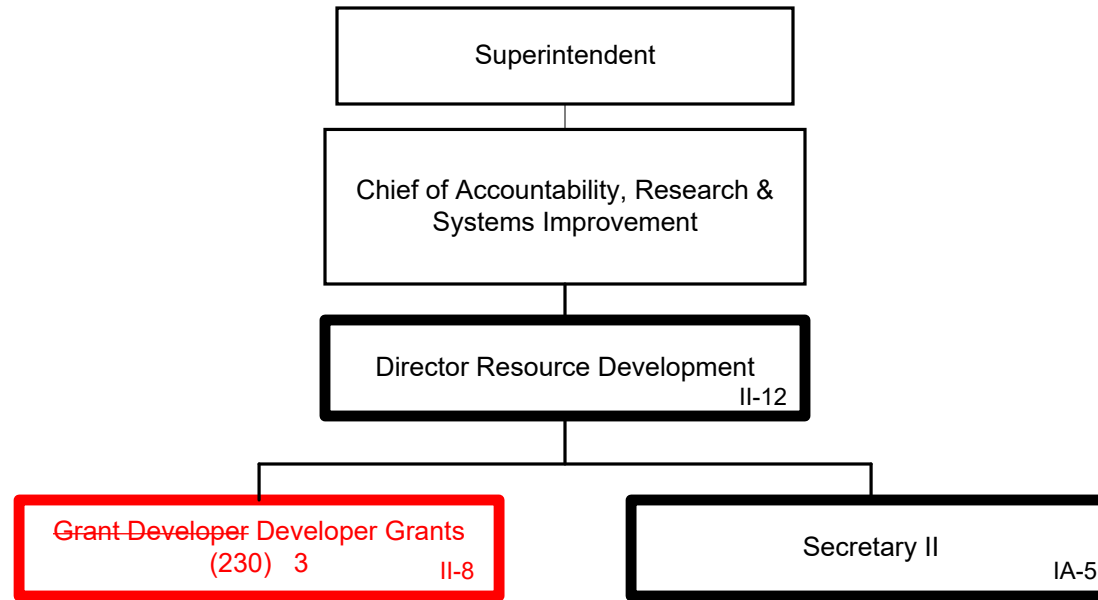 Superintendent
Chief of Accountability, Research &
Systems Improvement
Director Resource Development
II-12
Grant Developer Developer Grants
(230) 3
II-8
Secretary II
IA-5